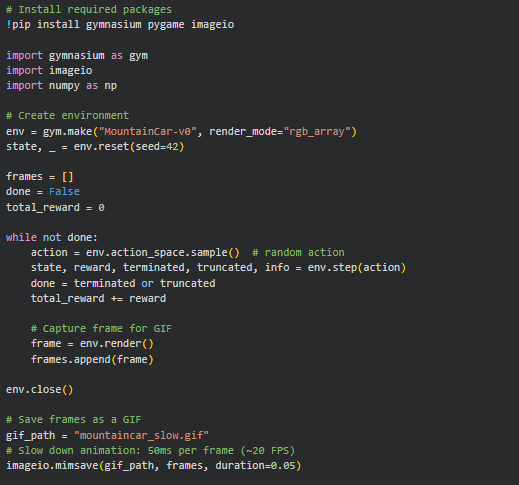 # Install required packages
!pip install gymnasium pygame imageio
import gymnasium as gym
import imageio
import numpy as np
# Create environment
env = gym.make("MountainCar-v0", render_mode="rgb_array")
state, _ = env.reset(seed=42)
frames = []
done = False
total_reward = 0
while not done:
    action = env.action_space.sample()  # random action
    state, reward, terminated, truncated, info = env.step(action)
    done = terminated or truncated
    total_reward += reward
    # Capture frame for GIF
    frame = env.render()
    frames.append(frame)
env.close()
# Save frames as a GIF
gif_path = "mountaincar_slow.gif"
# Slow down animation: 50ms per frame (~20 FPS)
imageio.mimsave(gif_path, frames, duration=0.05)